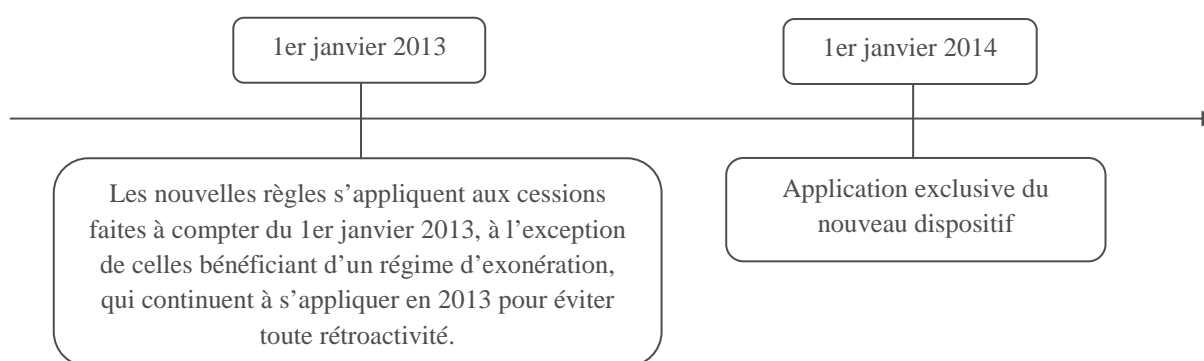 1er janvier 2013
1er janvier 2014
Les nouvelles règles s’appliquent aux cessions
faites à compter du 1er janvier 2013, à l’exception
de celles bénéficiant d’un régime d’exonération,
qui continuent à s’appliquer en 2013 pour éviter
toute rétroactivité.
Application exclusive du
nouveau dispositif